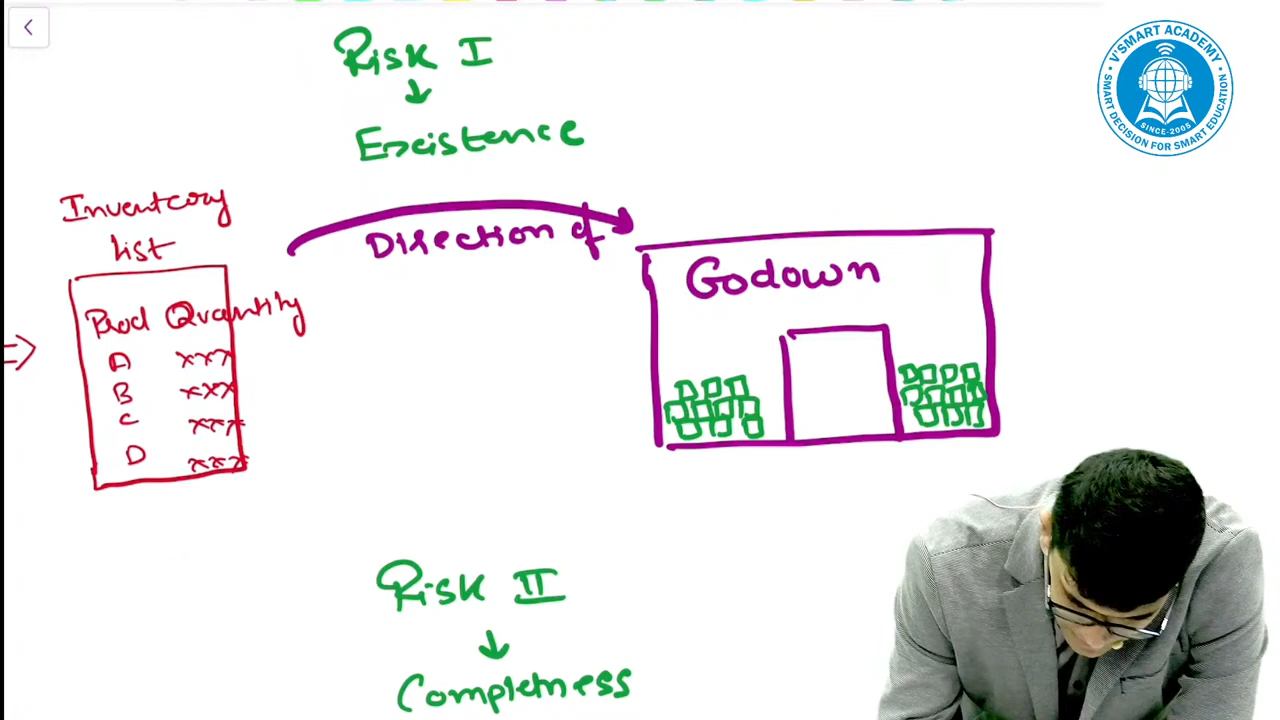 Risk I
Existence
Direction of
Inventory
list
Prod Quantity
A xxx
B xxx
C xxx
D xxx
Godown
Risk II
Completness
V'SMART ACADEMY
SINCE-2005
SMART DECISION FOR SMART EDUCATION